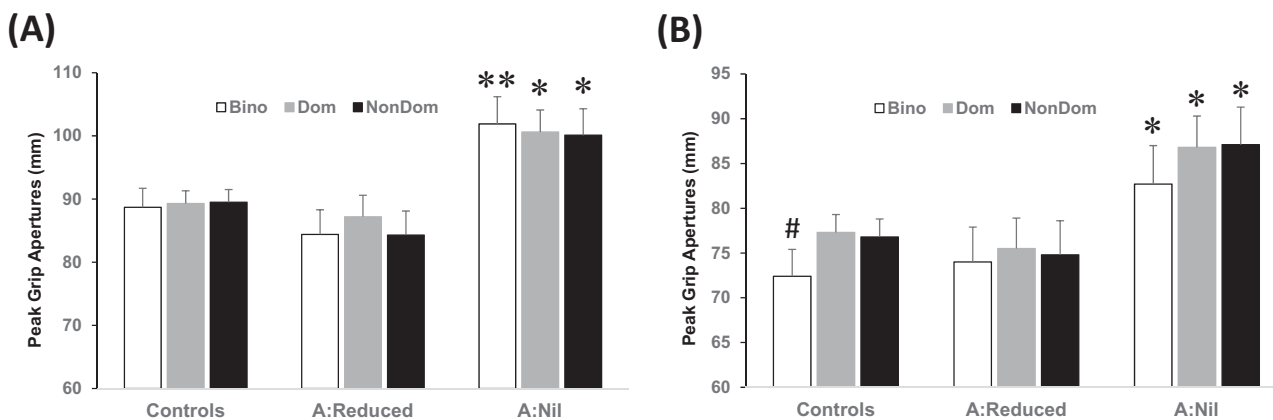 (A)
Peak Grip Apertures (mm)
110
100
90
80
70
60
Bino Dom NonDom
** * *
Controls A:Reduced A:Nil
(B)
Peak Grip Apertures (mm)
95
90
85
80
75
70
65
60
Bino Dom NonDom
# * * *
Controls A:Reduced A:Nil